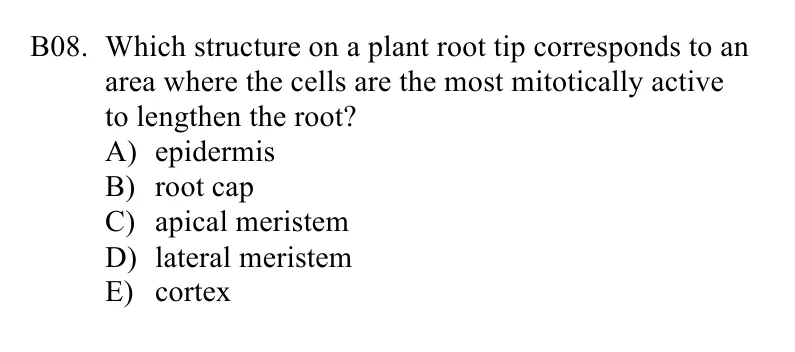 B08. Which structure on a plant root tip corresponds to an
area where the cells are the most mitotically active
to lengthen the root?
A) epidermis
B) root cap
C) apical meristem
D) lateral meristem
E) cortex